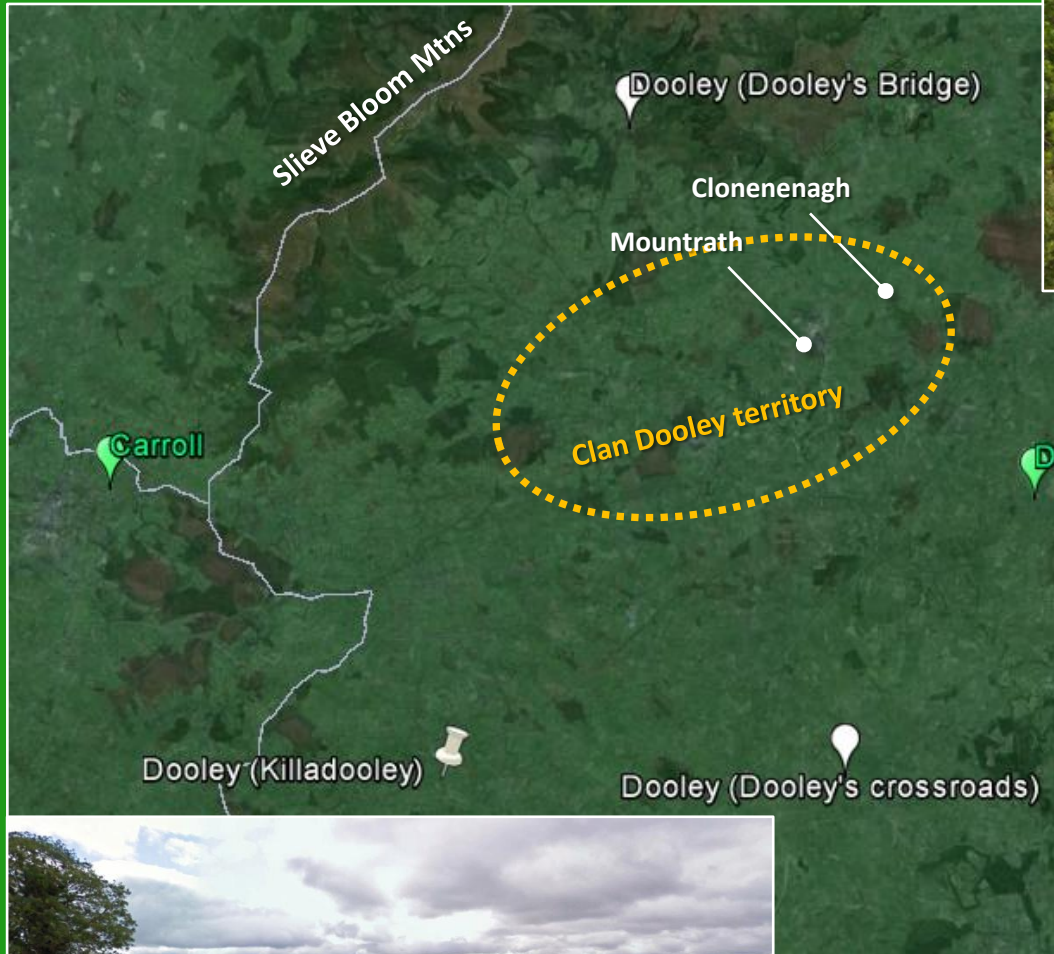 Slieve Bloom Mtns
Dooley (Dooley's Bridge)
Clonenenagh
Mountrath
Clan Dooley territory
Carroll
D
Dooley (Killadooley)
Dooley (Dooley's crossroads)